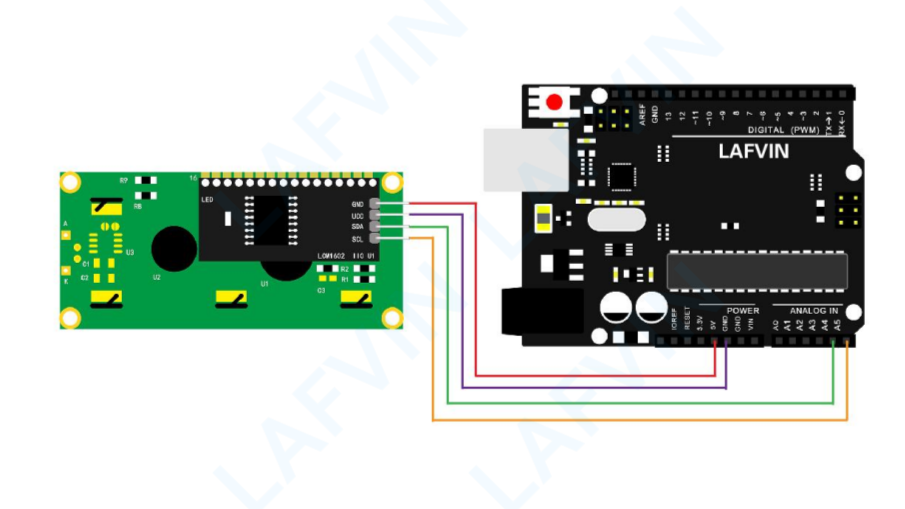 LAFVIN
LAFVIN
LAFVIN
LAFVIN
R9
R8
A
K
U3
C1
C2
U2
U1
16
LED
GND
UCC
SDA
SCL
LCM1602 IIC U1
R2
R1
C3
AREF
GND
13
12
~11
~10
~9
8
7
~6
~5
4
~3
2
TX→1
RX←0
DIGITAL (PWM)
LAFVIN
POWER
ANALOG IN
IOREF
RESET
3.3V
5V
GND
GND
VIN
A0
A1
A2
A3
A4
A5